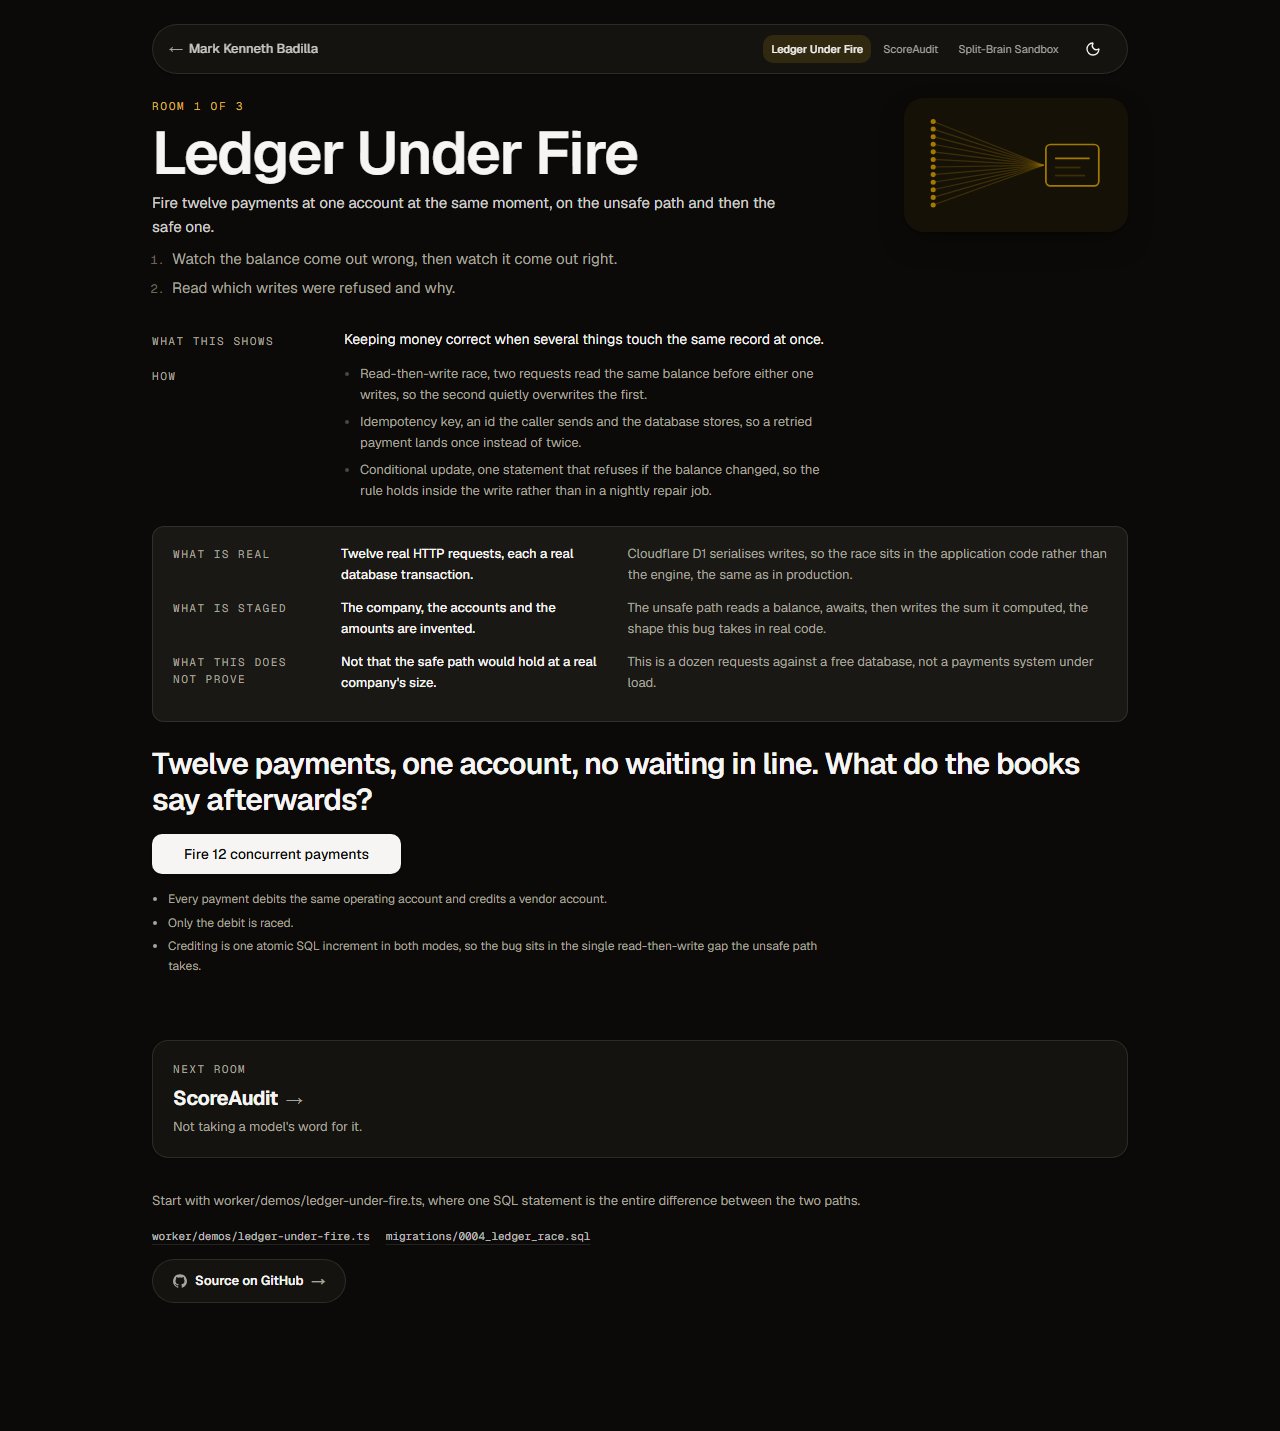 ← Mark Kenneth Badilla
Ledger Under Fire
ScoreAudit
Split-Brain Sandbox
ROOM 1 OF 3
Ledger Under Fire
Fire twelve payments at one account at the same moment, on the unsafe path and then the
safe one.
1. Watch the balance come out wrong, then watch it come out right.
2. Read which writes were refused and why.
WHAT THIS SHOWS
Keeping money correct when several things touch the same record at once.
HOW
• Read-then-write race, two requests read the same balance before either one
writes, so the second quietly overwrites the first.
• Idempotency key, an id the caller sends and the database stores, so a retried
payment lands once instead of twice.
• Conditional update, one statement that refuses if the balance changed, so the
rule holds inside the write rather than in a nightly repair job.
WHAT IS REAL
Twelve real HTTP requests, each a real
database transaction.
Cloudflare D1 serialises writes, so the race sits in the application code rather than
the engine, the same as in production.
WHAT IS STAGED
The company, the accounts and the
amounts are invented.
The unsafe path reads a balance, awaits, then writes the sum it computed, the
shape this bug takes in real code.
WHAT THIS DOES
NOT PROVE
Not that the safe path would hold at a real
company's size.
This is a dozen requests against a free database, not a payments system under
load.
Twelve payments, one account, no waiting in line. What do the books
say afterwards?
Fire 12 concurrent payments
• Every payment debits the same operating account and credits a vendor account.
• Only the debit is raced.
• Crediting is one atomic SQL increment in both modes, so the bug sits in the single read-then-write gap the unsafe path
takes.
NEXT ROOM
ScoreAudit →
Not taking a model's word for it.
Start with worker/demos/ledger-under-fire.ts, where one SQL statement is the entire difference between the two paths.
worker/demos/ledger-under-fire.ts
migrations/0004_ledger_race.sql
Source on GitHub →